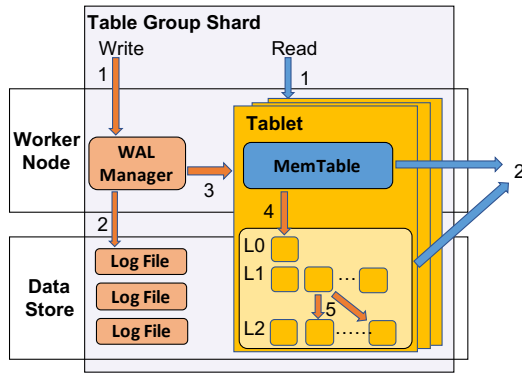 Table Group Shard
Write
Read
1
1
Worker
Node
Tablet
WAL
Manager
3
MemTable
2
2
4
Data
Store
Log File
Log File
Log File
L0
L1
...
5
L2
......